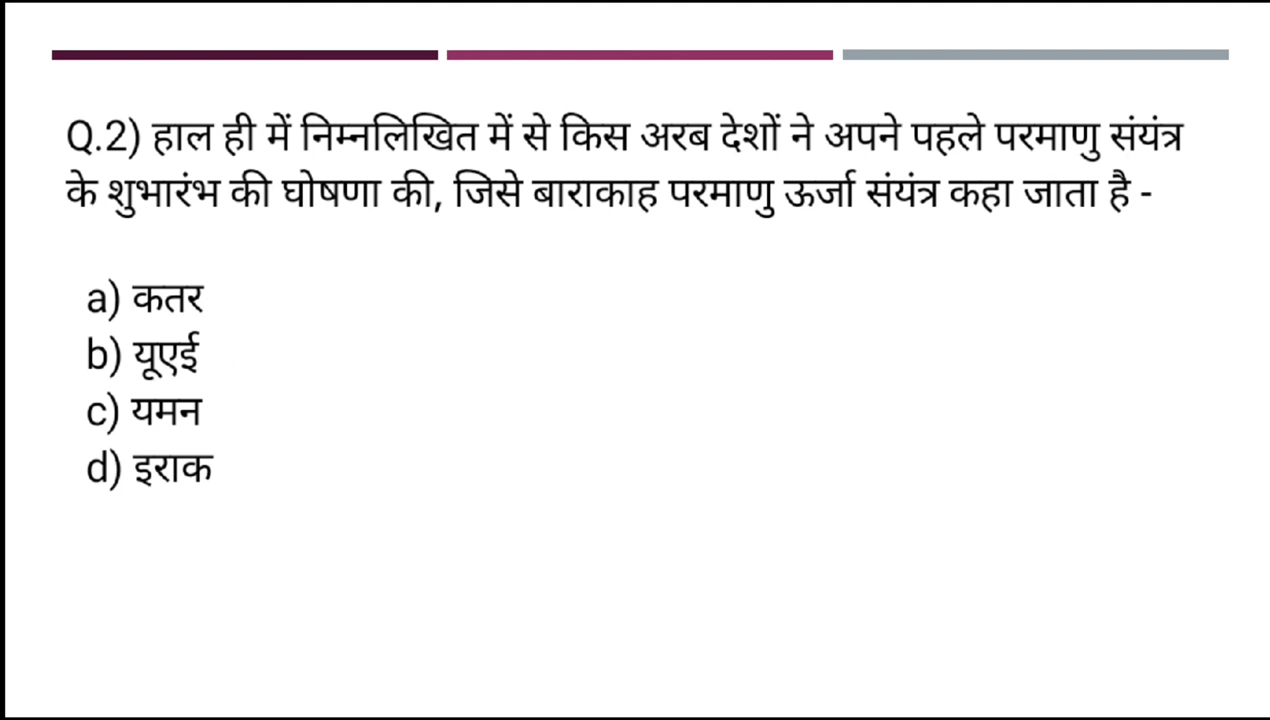 Q.2) हाल ही में निम्नलिखित में से किस अरब देशों ने अपने पहले परमाणु संयंत्र
के शुभारंभ की घोषणा की, जिसे बाराकाह परमाणु ऊर्जा संयंत्र कहा जाता है -
a) कतर
b) यूएई
c) यमन
d) इराक